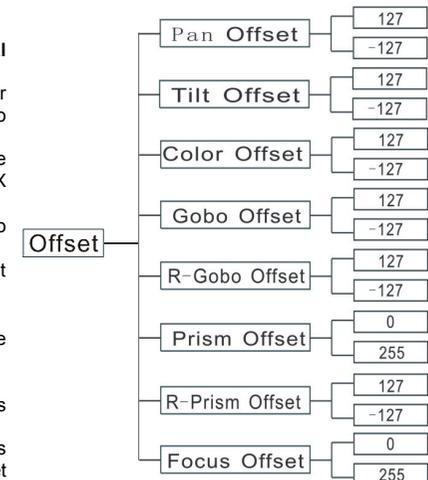 Offset
Pan Offset
127
-127
Tilt Offset
127
-127
Color Offset
127
-127
Gobo Offset
127
-127
R-Gobo Offset
127
-127
Prism Offset
0
255
R-Prism Offset
127
-127
Focus Offset
0
255